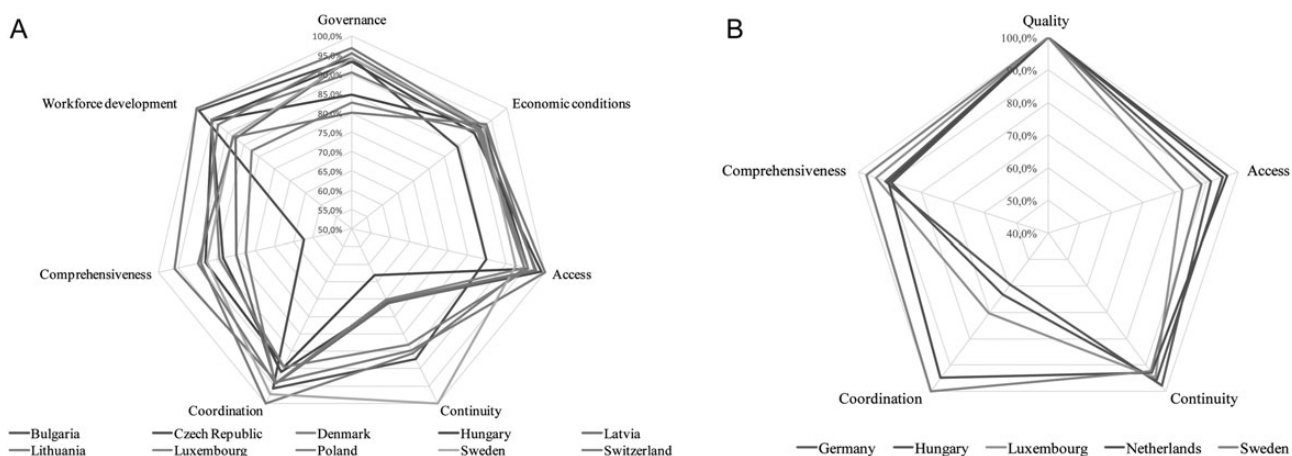 A
Governance
100,0%
95,0%
90,0%
85,0%
80,0%
75,0%
70,0%
65,0%
60,0%
55,0%
50,0%
Economic conditions
Access
Continuity
Coordination
Comprehensiveness
Workforce development
Bulgaria Czech Republic Denmark Hungary Latvia
Lithuania Luxembourg Poland Sweden Switzerland
B
Quality
100,0%
90,0%
80,0%
70,0%
60,0%
50,0%
40,0%
Access
Continuity
Coordination
Comprehensiveness
Germany Hungary Luxembourg Netherlands Sweden